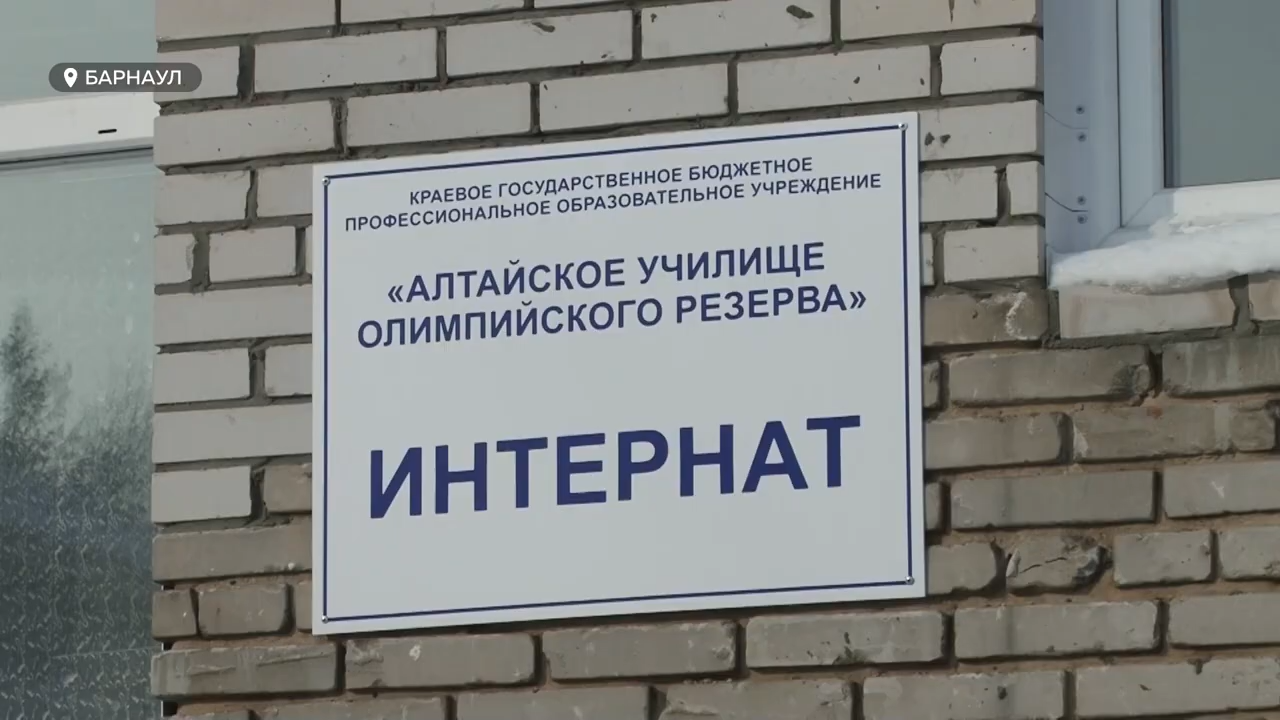 БАРНАУЛ
КРАЕВОЕ ГОСУДАРСТВЕННОЕ БЮДЖЕТНОЕ
ПРОФЕССИОНАЛЬНОЕ ОБРАЗОВАТЕЛЬНОЕ УЧРЕЖДЕНИЕ
«АЛТАЙСКОЕ УЧИЛИЩЕ
ОЛИМПИЙСКОГО РЕЗЕРВА»
ИНТЕРНАТ